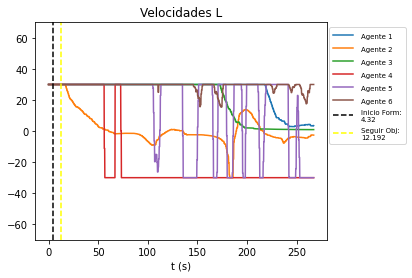 Velocidades L
60
40
20
0
−20
−40
−60
0
50
100
150
200
250
t (s)
Agente 1
Agente 2
Agente 3
Agente 4
Agente 5
Agente 6
Inicio Form:
4.32
Seguir Obj:
12.192